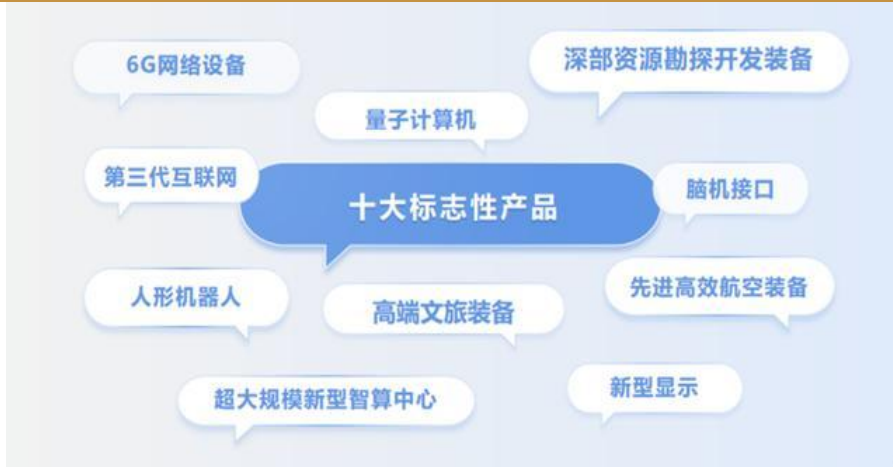 6G网络设备
深部资源勘探开发装备
量子计算机
第三代互联网
十大标志性产品
脑机接口
人形机器人
高端文旅装备
先进高效航空装备
超大规模新型智算中心
新型显示